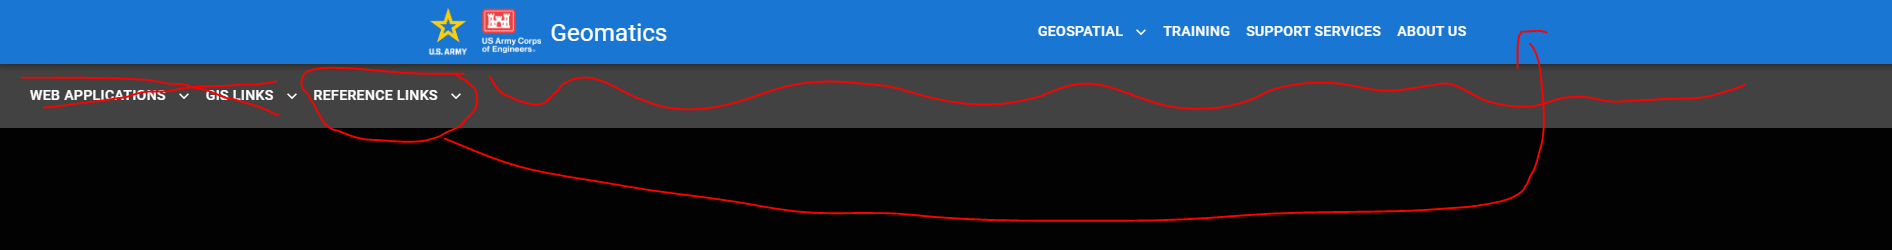 U.S. ARMY
US Army Corps
of Engineers®
Geomatics
GEOSPATIAL TRAINING SUPPORT SERVICES ABOUT US
WEB APPLICATIONS GIS LINKS REFERENCE LINKS